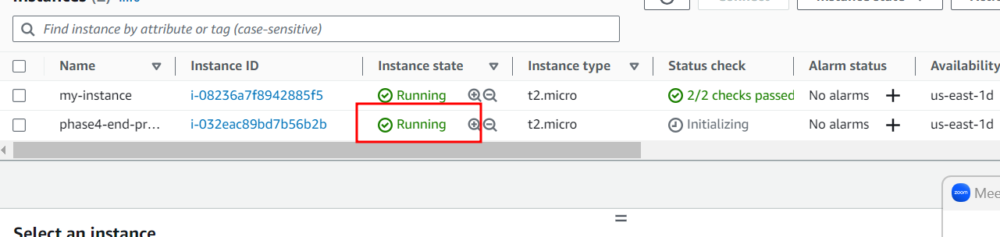 Find instance by attribute or tag (case-sensitive)
Name Instance ID Instance state Instance type Status check Alarm status Availability
my-instance i-08236a7f8942885f5 Running t2.micro 2/2 checks passed No alarms + us-east-1d
phase4-end-pr... i-032eac89bd7b56b2b Running t2.micro Initializing No alarms + us-east-1d
zoom Mee
Select an instance